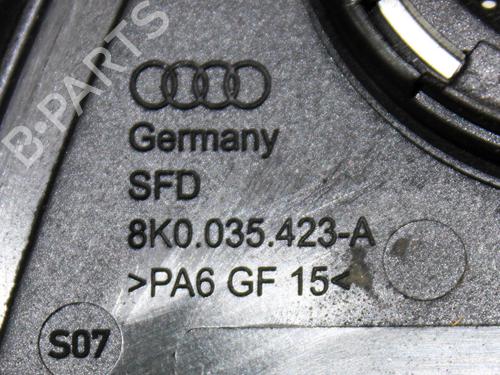 B-PARTS
Germany
SFD
8K0.035.423-A
>PA6 GF 15<
S07